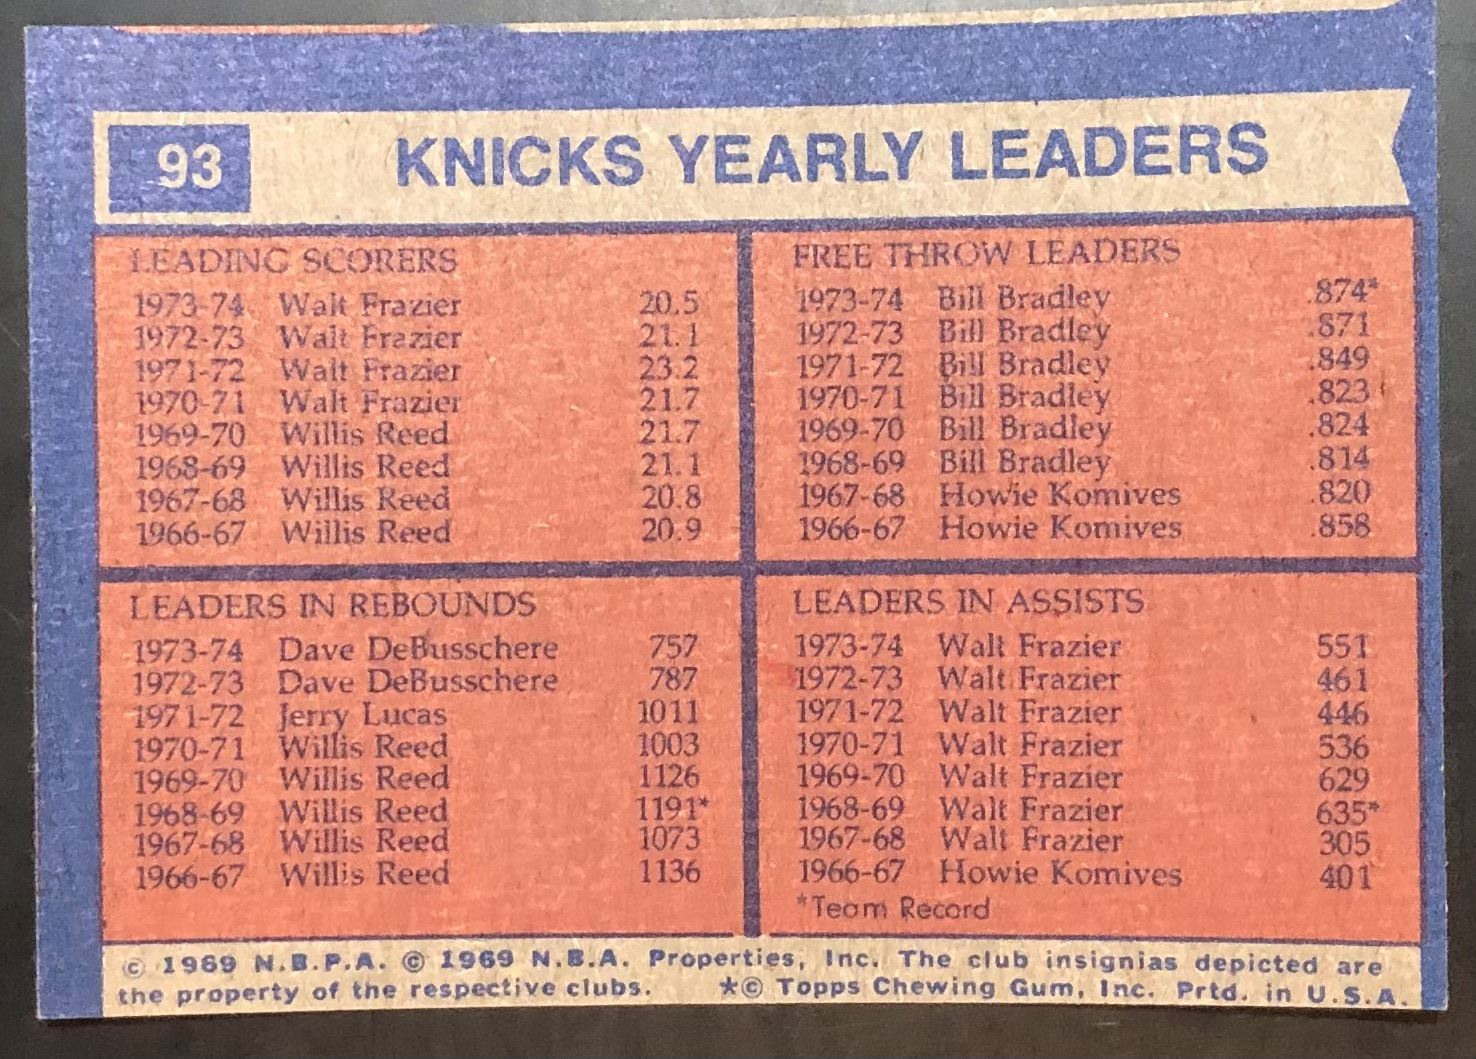 93 KNICKS YEARLY LEADERS
LEADING SCORERS
1973-74 Walt Frazier 20.5
1972-73 Walt Frazier 21.1
1971-72 Walt Frazier 23.2
1970-71 Walt Frazier 21.7
1969-70 Willis Reed 21.7
1968-69 Willis Reed 21.1
1967-68 Willis Reed 20.8
1966-67 Willis Reed 20.9
FREE THROW LEADERS
1973-74 Bill Bradley .874*
1972-73 Bill Bradley .871
1971-72 Bill Bradley .849
1970-71 Bill Bradley .823
1969-70 Bill Bradley .824
1968-69 Bill Bradley .814
1967-68 Howie Komives .820
1966-67 Howie Komives .858
LEADERS IN REBOUNDS
1973-74 Dave DeBusschere 757
1972-73 Dave DeBusschere 787
1971-72 Jerry Lucas 1011
1970-71 Willis Reed 1003
1969-70 Willis Reed 1126
1968-69 Willis Reed 1191*
1967-68 Willis Reed 1073
1966-67 Willis Reed 1136
LEADERS IN ASSISTS
1973-74 Walt Frazier 551
1972-73 Walt Frazier 461
1971-72 Walt Frazier 446
1970-71 Walt Frazier 536
1969-70 Walt Frazier 629
1968-69 Walt Frazier 635*
1967-68 Walt Frazier 305
1966-67 Howie Komives 401
*Team Record
© 1969 N.B.P.A. © 1969 N.B.A. Properties, Inc. The club insignias depicted are
the property of the respective clubs. *© Topps Chewing Gum, Inc. Prtd. in U.S.A.